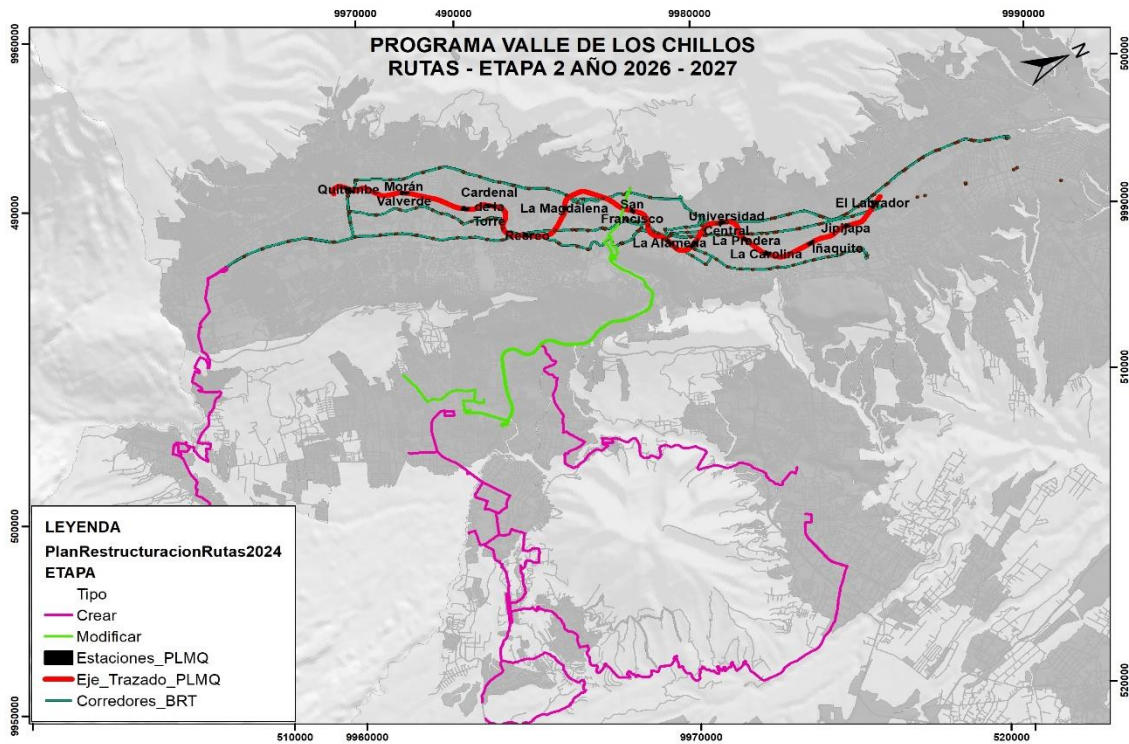 9970000
490000
9980000
9990000
9960000
500000
PROGRAMA VALLE DE LOS CHILLOS
RUTAS - ETAPA 2 AÑO 2026 - 2027
N
Quitumbe
Morán
Valverde
Cardenal
de la
Torre
Recreo
La Magdalena
San
Francisco
La Alameda
Universidad
Central
La Pradera
La Carolina
Iñaquito
Jipijapa
El Labrador
490000
9990000
510000
500000
520000
9950000
LEYENDA
PlanRestructuracionRutas2024
ETAPA
Tipo
Crear
Modificar
Estaciones_PLMQ
Eje_Trazado_PLMQ
Corredores_BRT
510000
9960000
9970000
520000